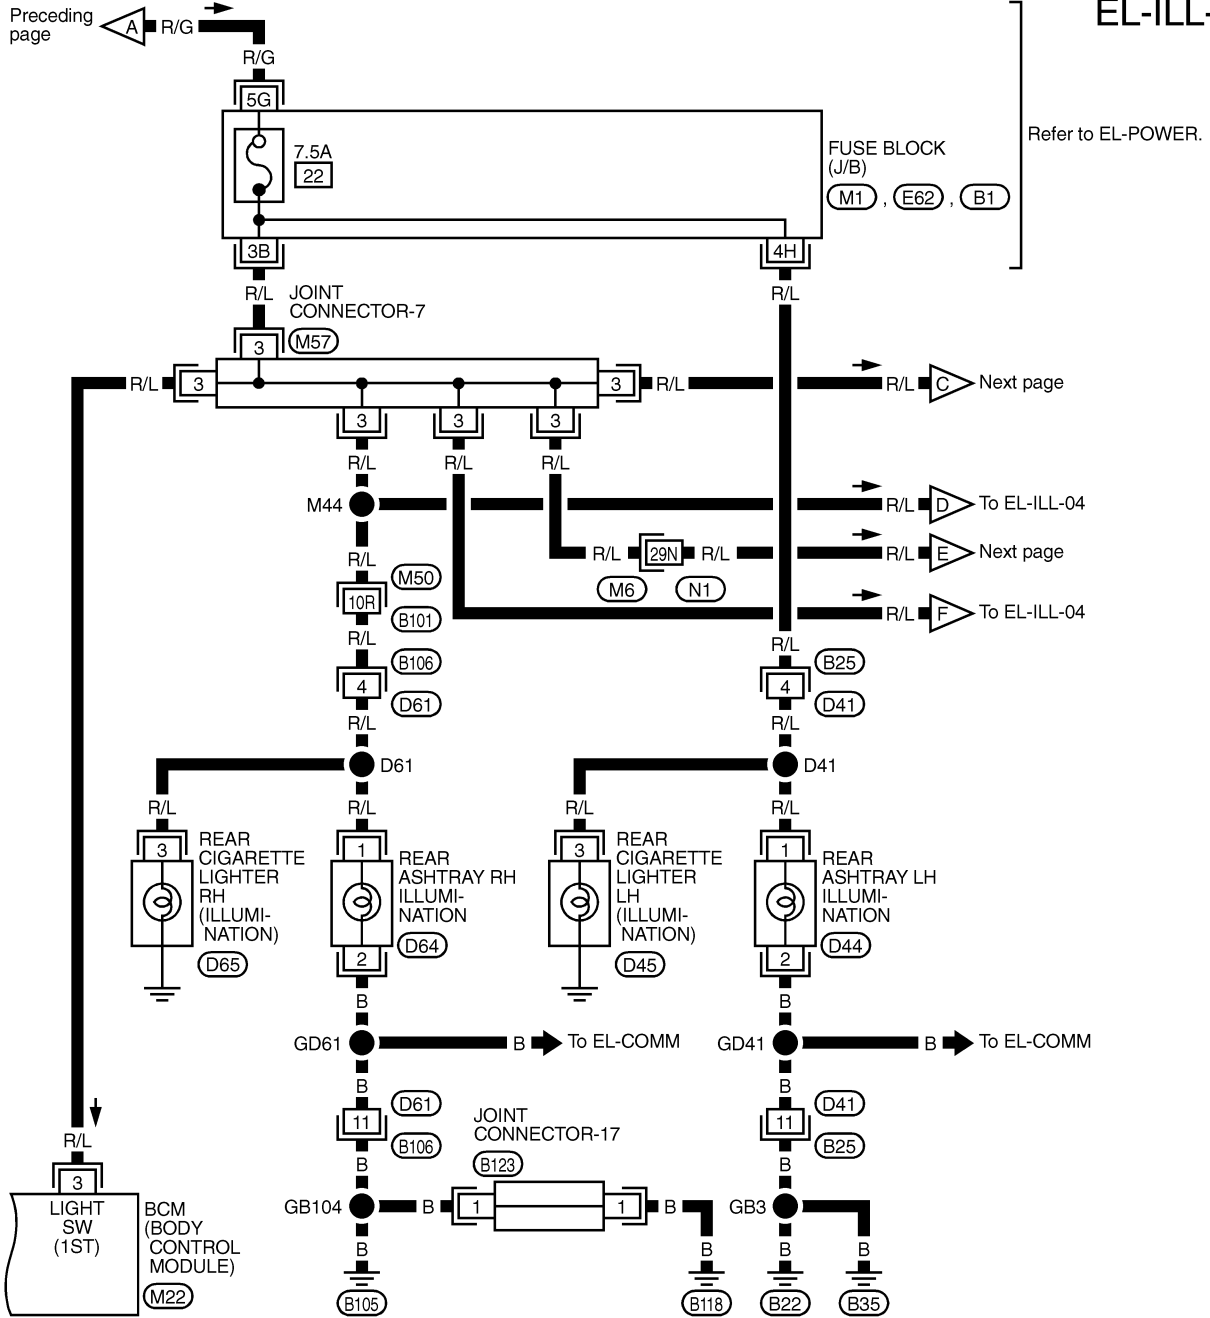 Preceding
page
A
R/G
EL-ILL-
R/G
5G
7.5A
22
FUSE BLOCK
(J/B)
M1 , E62 , B1
Refer to EL-POWER.
3B
4H
R/L
R/L
JOINT
CONNECTOR-7
M57
3
R/L
3
3
R/L
R/L
C
Next page
3
3
3
R/L
R/L
R/L
M44
R/L
D
To EL-ILL-04
R/L
R/L
29N
R/L
R/L
E
Next page
M6
N1
M50
10R
B101
R/L
F
To EL-ILL-04
R/L
R/L
B106
4
D61
B25
4
D41
R/L
R/L
D61
D41
R/L
R/L
R/L
R/L
3
REAR
CIGARETTE
LIGHTER
RH
(ILLUMI-
NATION)
D65
1
REAR
ASHTRAY RH
ILLUMI-
NATION
D64
2
3
REAR
CIGARETTE
LIGHTER
LH
(ILLUMI-
NATION)
D45
1
REAR
ASHTRAY LH
ILLUMI-
NATION
D44
2
B
B
GD61
B
To EL-COMM
GD41
B
To EL-COMM
B
B
D61
11
B106
D41
11
B25
JOINT
CONNECTOR-17
B123
B
B
GB104
B
1
1
B
GB3
B
B
B
B
B105
B118
B22
B35
R/L
3
LIGHT
SW
(1ST)
BCM
(BODY
CONTROL
MODULE)
M22